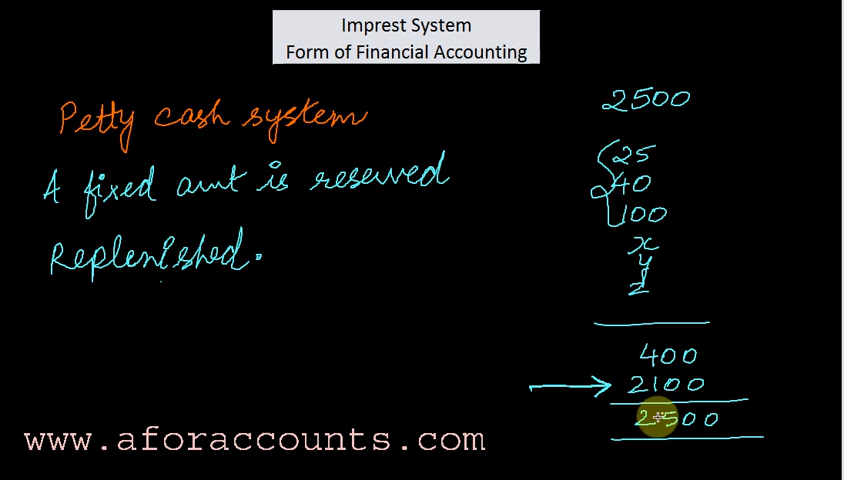 Imprest System
Form of Financial Accounting
Petty cash system
A fixed amt is reserved
Replenished.
2500
25
40
100
x
y
z
400
2100
2500
www.aforaccounts.com